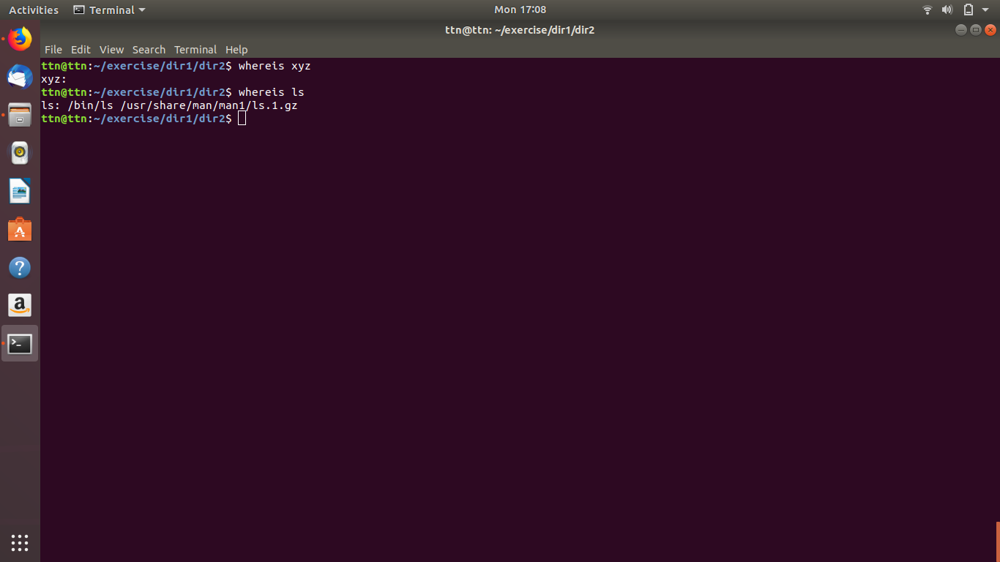 Activities Terminal Mon 17:08
ttn@ttn: ~/exercise/dir1/dir2
File Edit View Search Terminal Help
ttn@ttn:~/exercise/dir1/dir2$ whereis xyz
xyz:
ttn@ttn:~/exercise/dir1/dir2$ whereis ls
ls: /bin/ls /usr/share/man/man1/ls.1.gz
ttn@ttn:~/exercise/dir1/dir2$